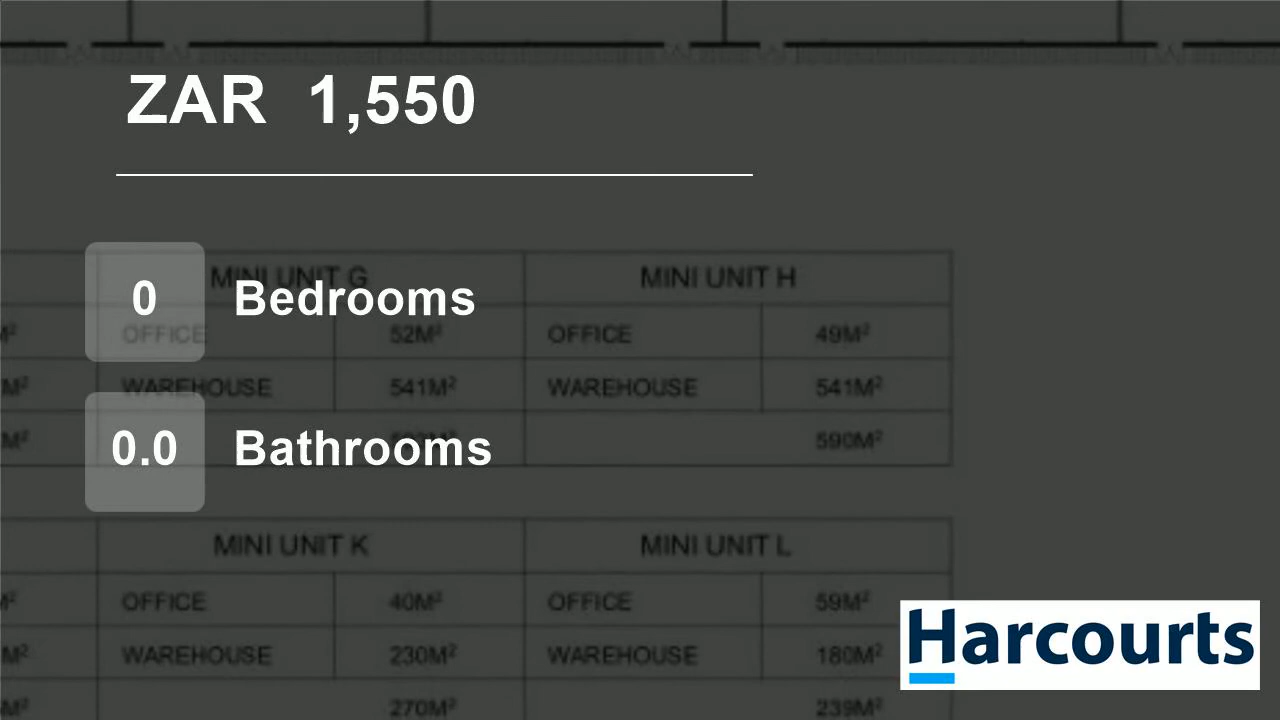 ZAR 1,550
MINI UNIT G MINI UNIT H
0 Bedrooms
OFFICE 52M² OFFICE 49M²
WAREHOUSE 541M² WAREHOUSE 541M²
0.0 Bathrooms
590M²
MINI UNIT K MINI UNIT L
OFFICE 40M² OFFICE 59M²
WAREHOUSE 230M² WAREHOUSE 180M²
270M² 239M²
Harcourts